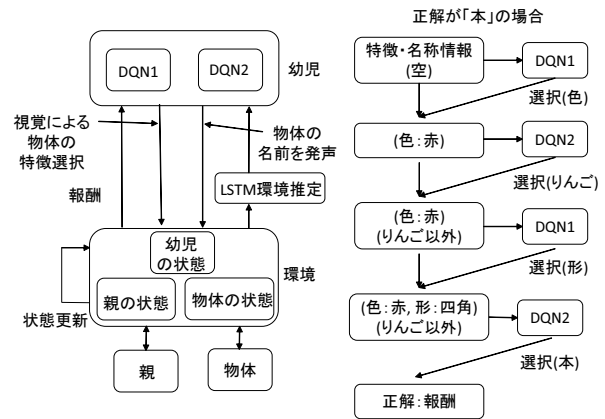 DQN1
DQN2
幼児
視覚による
物体の
特徴選択
物体の
名前を発声
報酬
LSTM環境推定
幼児
の状態
環境
親の状態
物体の状態
状態更新
親
物体
正解が「本」の場合
特徴・名称情報
(空)
DQN1
選択(色)
(色:赤)
DQN2
選択(りんご)
(色:赤)
(りんご以外)
DQN1
選択(形)
(色:赤, 形:四角)
(りんご以外)
DQN2
選択(本)
正解:報酬